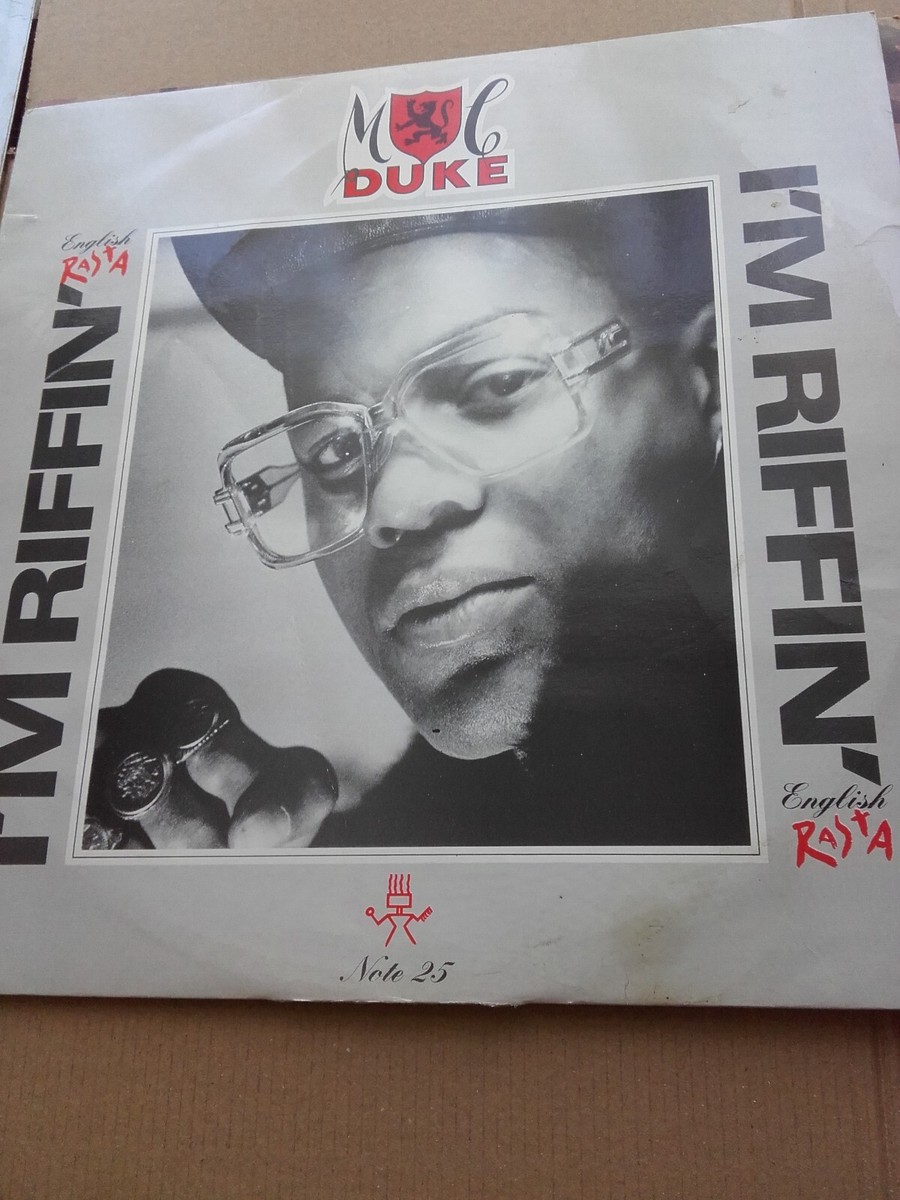 MC
DUKE
English
RASTA
I'M RIFFIN'
I'M RIFFIN'
English
RASTA
Note 25